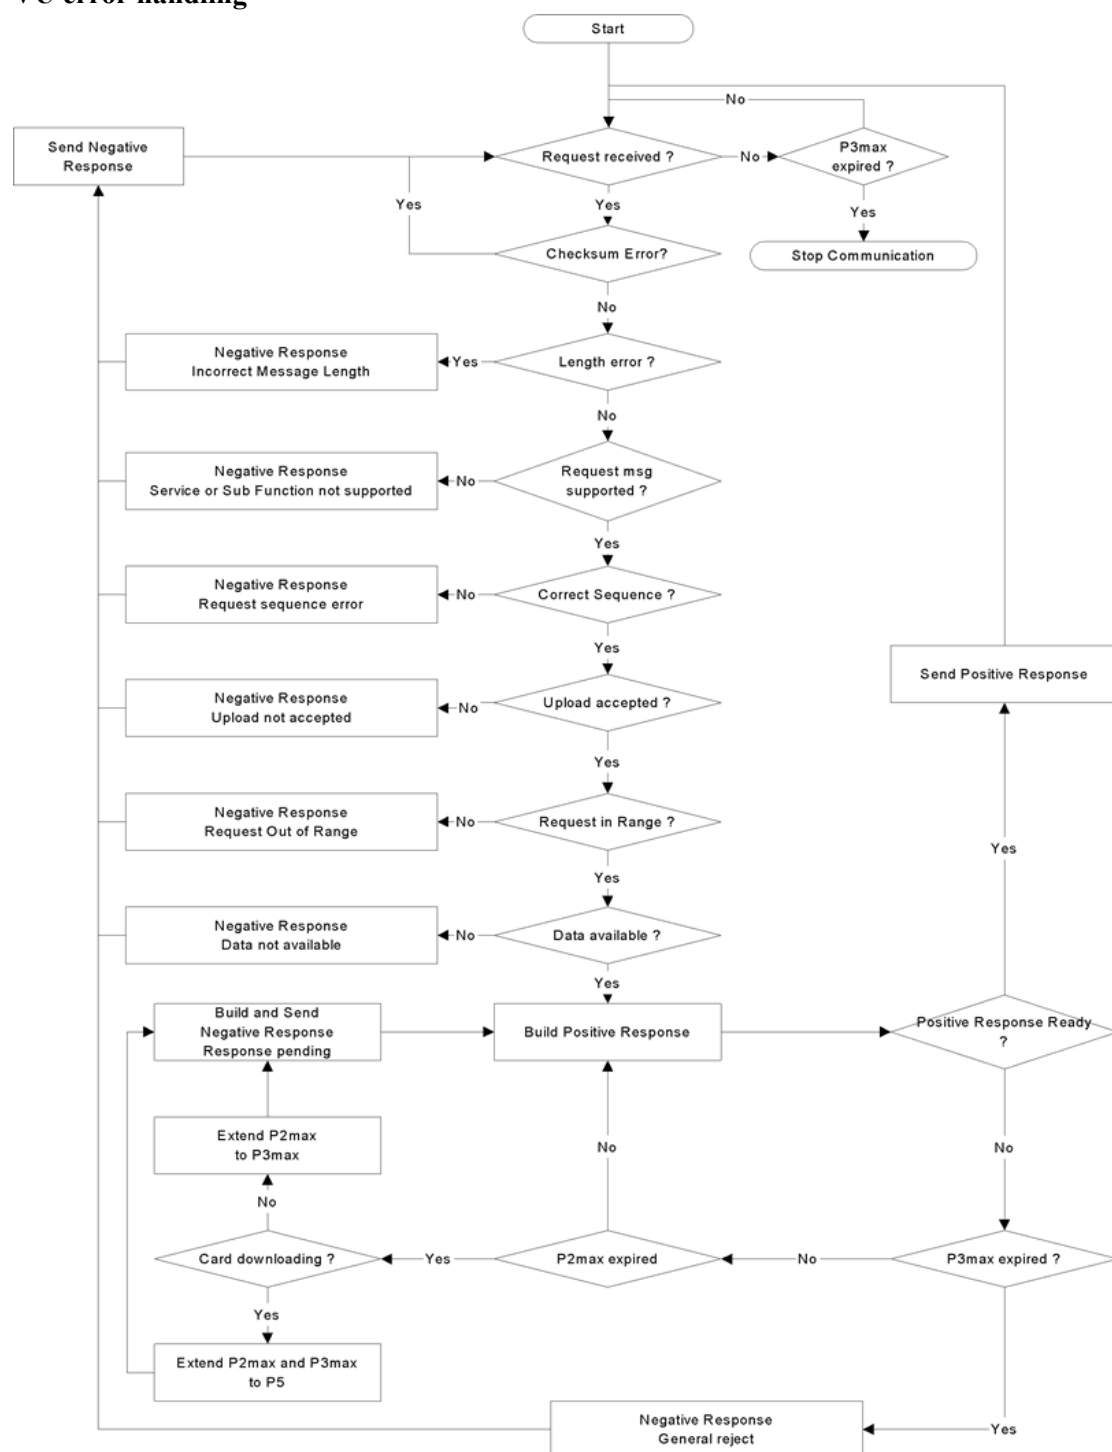 VU error handling
Start
No
Send Negative
Response
Request received ?
No
P3max
expired ?
Yes
Yes
Yes
Checksum Error?
Stop Communication
No
Negative Response
Incorrect Message Length
Yes
Length error ?
No
Negative Response
Service or Sub Function not supported
No
Request msg
supported ?
Yes
Negative Response
Request sequence error
No
Correct Sequence ?
Yes
Send Positive Response
Negative Response
Upload not accepted
No
Upload accepted ?
Yes
Negative Response
Request Out of Range
No
Request in Range ?
Yes
Yes
Negative Response
Data not available
No
Data available ?
Yes
Build and Send
Negative Response
Response pending
Build Positive Response
Positive Response Ready
?
Extend P2max
to P3max
No
No
No
Card downloading ?
Yes
P2max expired
No
P3max expired ?
Yes
Extend P2max and P3max
to P5
Negative Response
General reject
Yes